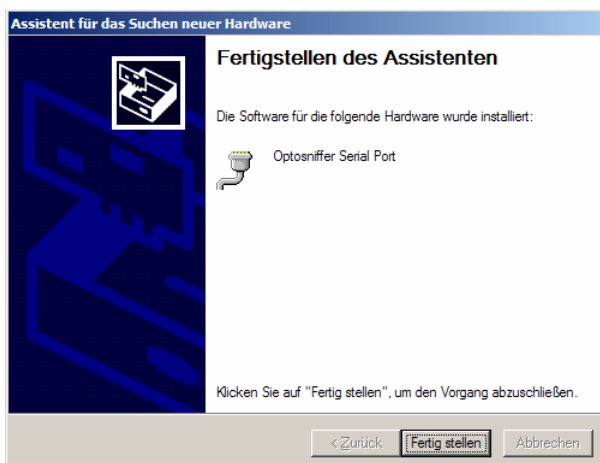 Assistent für das Suchen neuer Hardware
Fertigstellen des Assistenten
Die Software für die folgende Hardware wurde installiert:
Optosniffer Serial Port
Klicken Sie auf "Fertig stellen", um den Vorgang abzuschließen.
< Zurück Fertig stellen Abbrechen